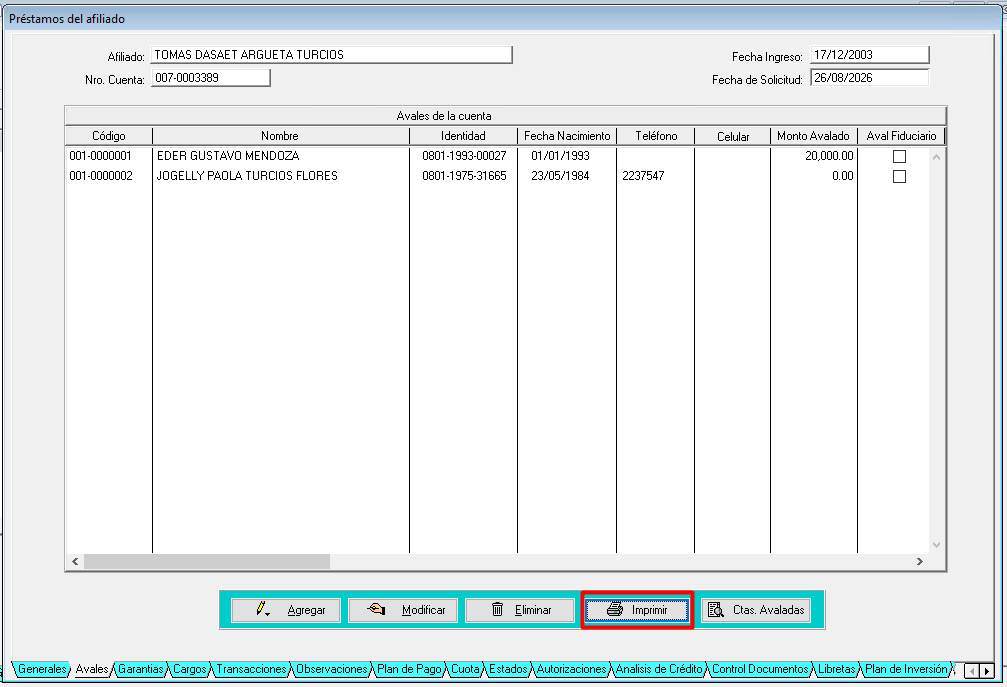 Préstamos del afiliado
Afiliado: TOMAS DASAET ARGUETA TURCIOS Fecha Ingreso: 17/12/2003
Nro. Cuenta: 007-0003389 Fecha de Solicitud: 26/08/2026
Avales de la cuenta
Código Nombre Identidad Fecha Nacimiento Teléfono Celular Monto Avalado Aval Fiduciario
001-0000001 EDER GUSTAVO MENDOZA 0801-1993-00027 01/01/1993 20,000.00
001-0000002 JOGELLY PAOLA TURCIOS FLORES 0801-1975-31665 23/05/1984 2237547 0.00
Agregar Modificar Eliminar Imprimir Ctas. Avaladas
Generales Avales Garantias Cargos Transacciones Observaciones Plan de Pago Cuota Estados Autorizaciones Analisis de Crédito Control Documentos Libretas Plan de Inversión